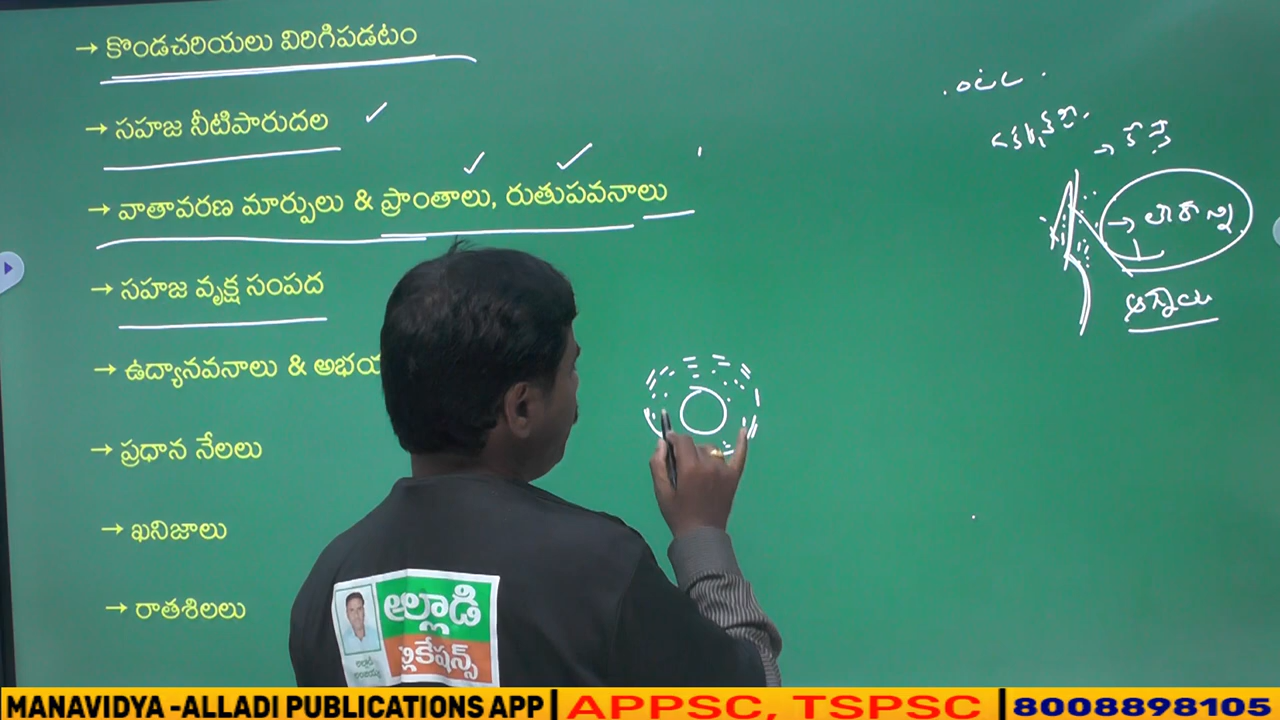 → కొండచరియలు విరిగిపడటం
→ సహజ నీటిపారుదల
→ వాతావరణ మార్పులు & ప్రాంతాలు, రుతుపవనాలు
→ సహజ వృక్ష సంపద
→ ఉద్యానవనాలు & అభయ
→ ప్రధాన నేలలు
→ ఖనిజాలు
→ రాతశిలలు
అల్లాడి
బ్లికేషన్స్
MANAVIDYA -ALLADI PUBLICATIONS APP | APPSC, TSPSC | 8008898105